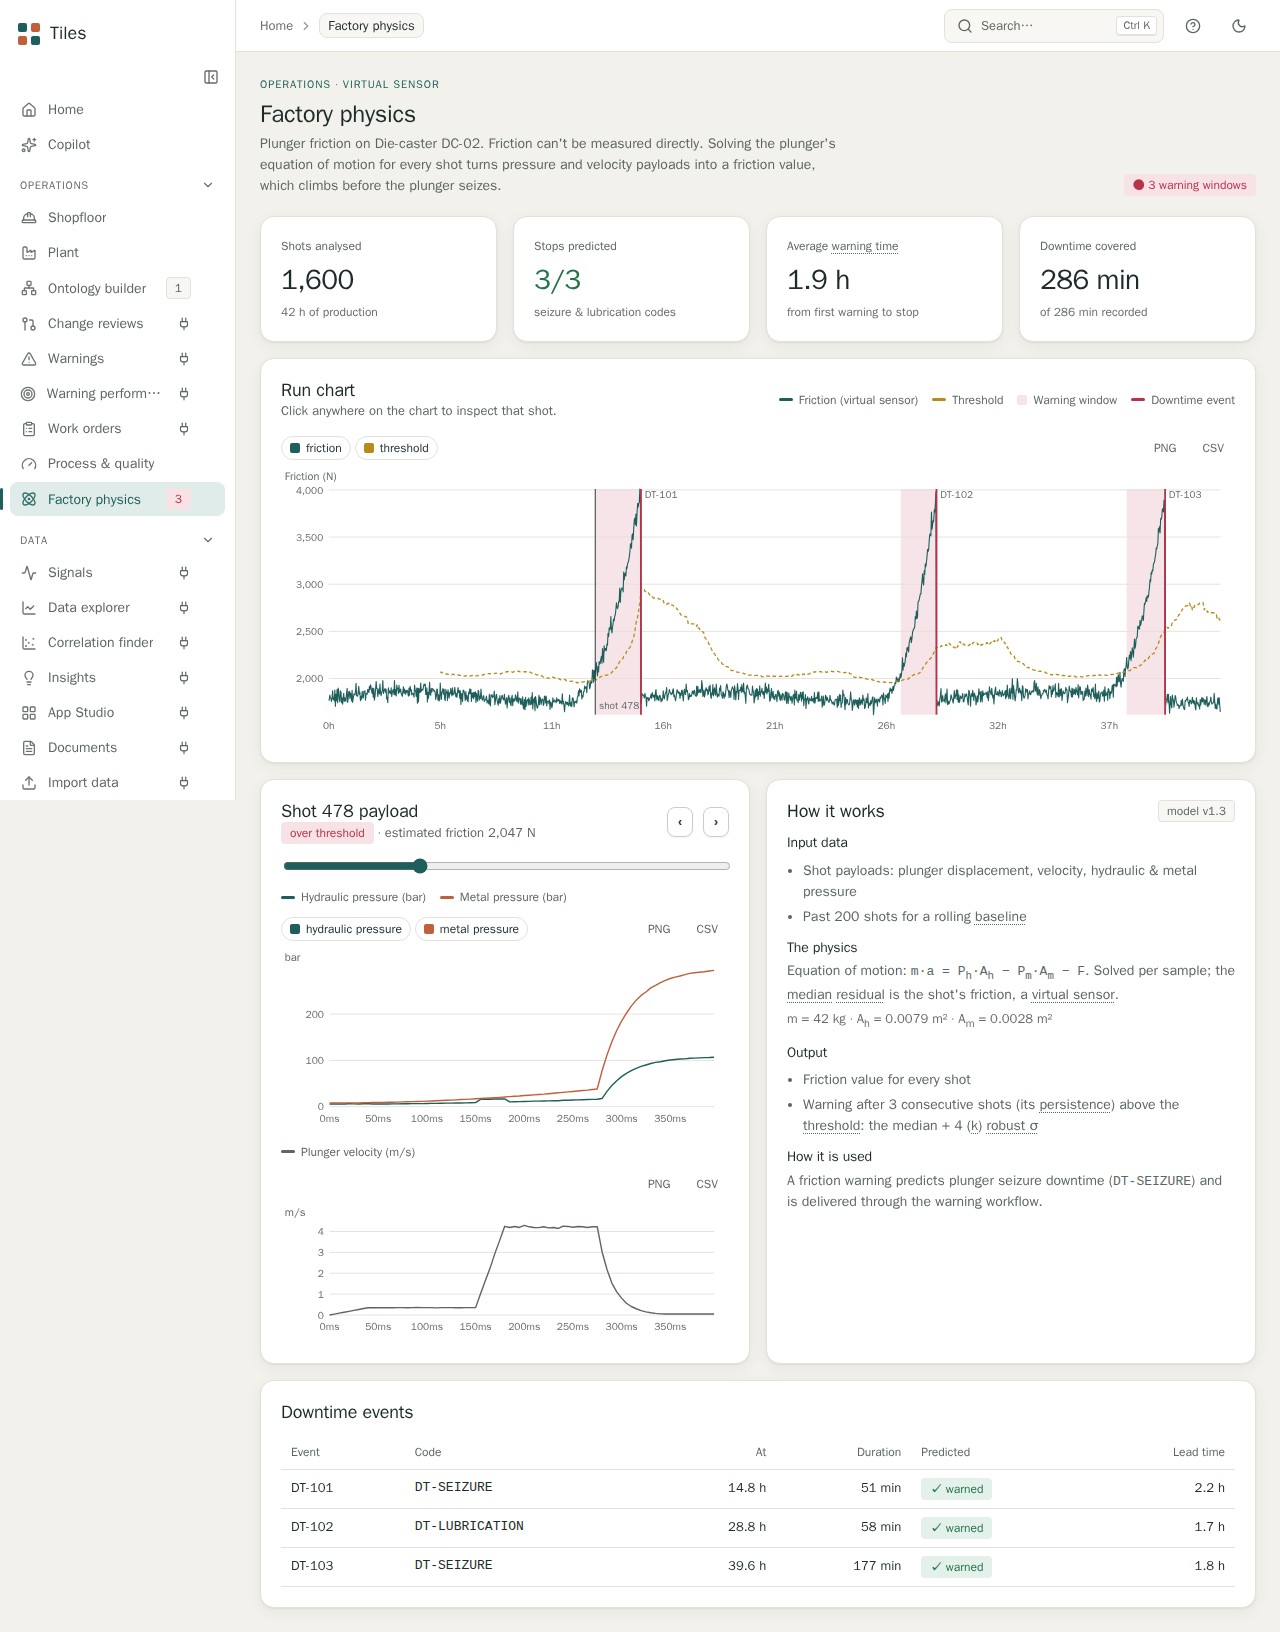 Tiles
Home
Copilot
OPERATIONS
Shopfloor
Plant
Ontology builder 1
Change reviews
Warnings
Warning perform···
Work orders
Process & quality
Factory physics 3
DATA
Signals
Data explorer
Correlation finder
Insights
App Studio
Documents
Import data
Home Factory physics
Search··· Ctrl K
OPERATIONS · VIRTUAL SENSOR
Factory physics
Plunger friction on Die-caster DC-02. Friction can't be measured directly. Solving the plunger's
equation of motion for every shot turns pressure and velocity payloads into a friction value,
which climbs before the plunger seizes.
3 warning windows
Shots analysed
1,600
42 h of production
Stops predicted
3/3
seizure & lubrication codes
Average warning time
1.9 h
from first warning to stop
Downtime covered
286 min
of 286 min recorded
Run chart
Click anywhere on the chart to inspect that shot.
Friction (virtual sensor) Threshold Warning window Downtime event
friction threshold
PNG CSV
Friction (N)
4,000
3,500
3,000
2,500
2,000
DT-101
DT-102
DT-103
shot 478
0h 5h 11h 16h 21h 26h 32h 37h
Shot 478 payload
over threshold · estimated friction 2,047 N
‹ ›
Hydraulic pressure (bar) Metal pressure (bar)
hydraulic pressure metal pressure
PNG CSV
bar
200
100
0
0ms 50ms 100ms 150ms 200ms 250ms 300ms 350ms
Plunger velocity (m/s)
PNG CSV
m/s
4
3
2
1
0
0ms 50ms 100ms 150ms 200ms 250ms 300ms 350ms
How it works
model v1.3
Input data
• Shot payloads: plunger displacement, velocity, hydraulic & metal
pressure
• Past 200 shots for a rolling baseline
The physics
Equation of motion: m·a = Ph·Ah − Pm·Am − F. Solved per sample; the
median residual is the shot's friction, a virtual sensor.
m = 42 kg · Ah = 0.0079 m² · Am = 0.0028 m²
Output
• Friction value for every shot
• Warning after 3 consecutive shots (its persistence) above the
threshold: the median + 4 (k) robust σ
How it is used
A friction warning predicts plunger seizure downtime (DT-SEIZURE) and
is delivered through the warning workflow.
Downtime events
Event Code At Duration Predicted Lead time
DT-101 DT-SEIZURE 14.8 h 51 min ✓ warned 2.2 h
DT-102 DT-LUBRICATION 28.8 h 58 min ✓ warned 1.7 h
DT-103 DT-SEIZURE 39.6 h 177 min ✓ warned 1.8 h